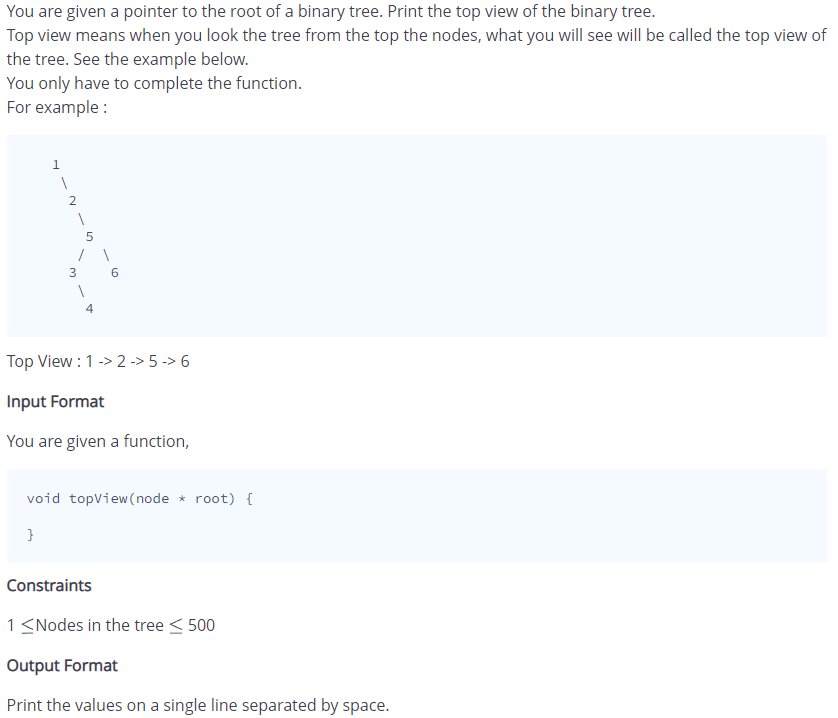 You are given a pointer to the root of a binary tree. Print the top view of the binary tree.
Top view means when you look the tree from the top the nodes, what you will see will be called the top view of
the tree. See the example below.
You only have to complete the function.
For example :
1
\
2
\
5
/ \
3 6
\
4
Top View : 1 -> 2 -> 5 -> 6
Input Format
You are given a function,
void topView(node * root) {
}
Constraints
1 ≤Nodes in the tree ≤ 500
Output Format
Print the values on a single line separated by space.